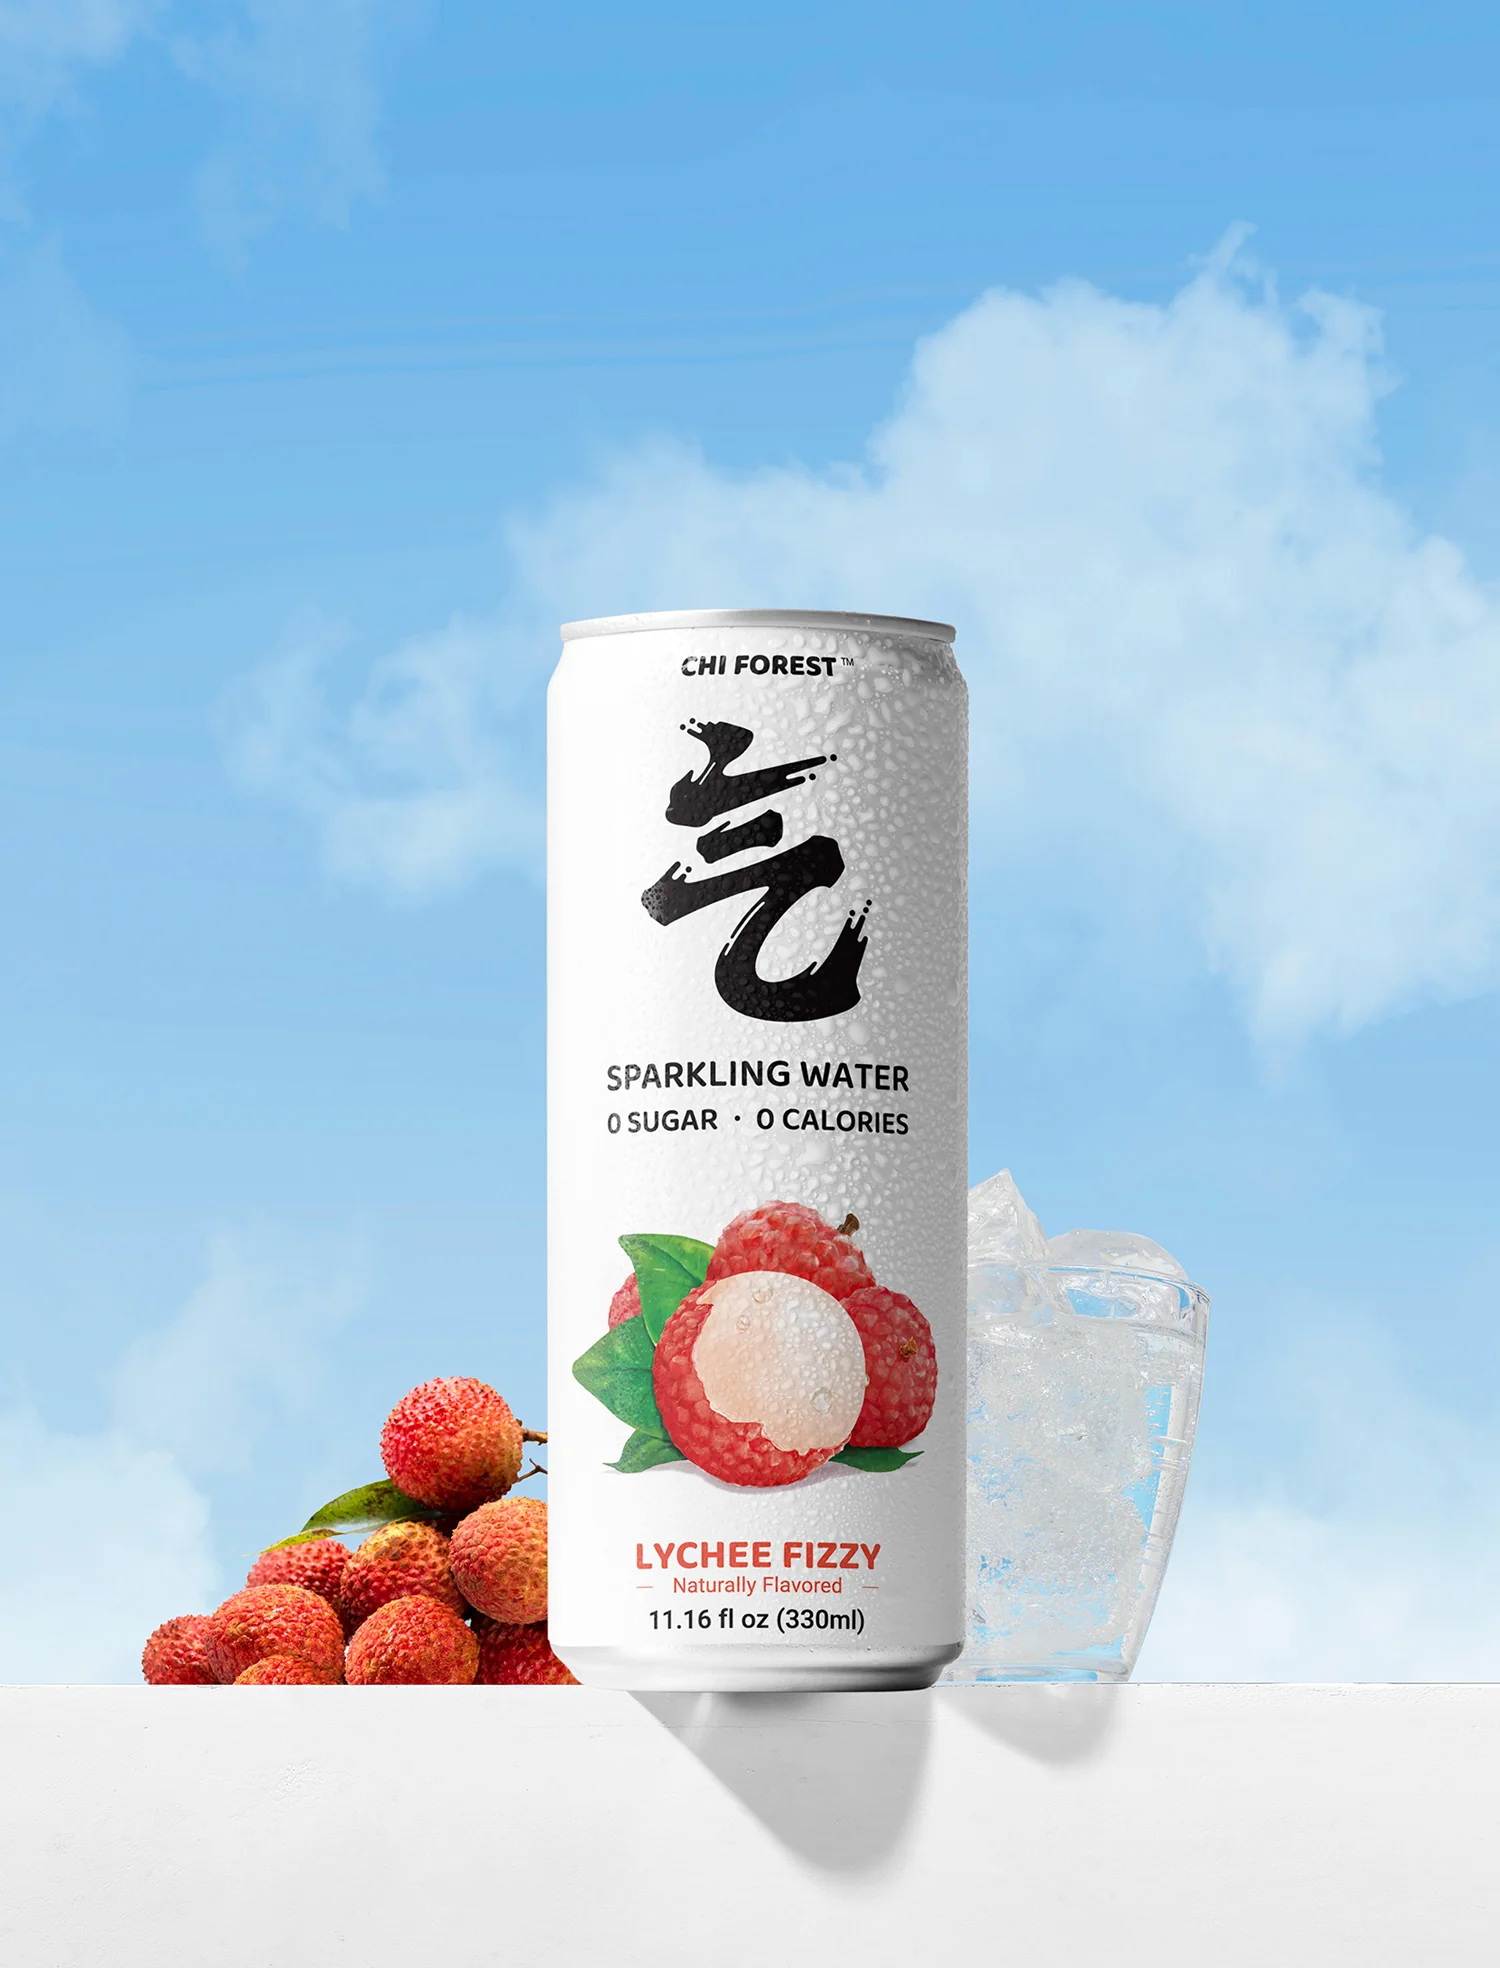 CHI FOREST™
气
SPARKLING WATER
0 SUGAR · 0 CALORIES
LYCHEE FIZZY
— Naturally Flavored —
11.16 fl oz (330ml)